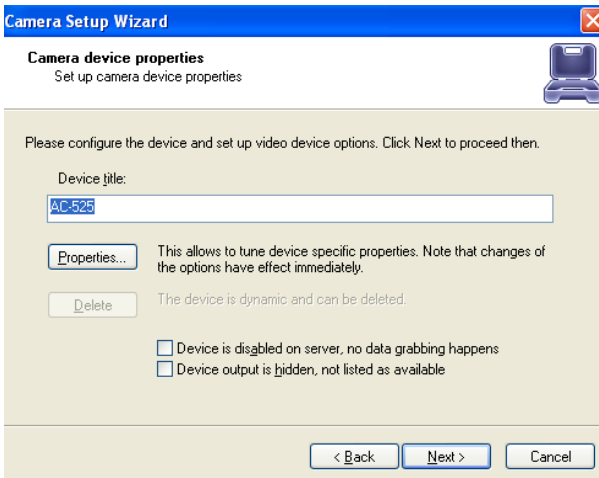 Camera Setup Wizard
Camera device properties
Set up camera device properties
Please configure the device and set up video device options. Click Next to proceed then.
Device title:
AC-525
Properties...
This allows to tune device specific properties. Note that changes of
the options have effect immediately.
Delete
The device is dynamic and can be deleted.
Device is disabled on server, no data grabbing happens
Device output is hidden, not listed as available
< Back
Next >
Cancel